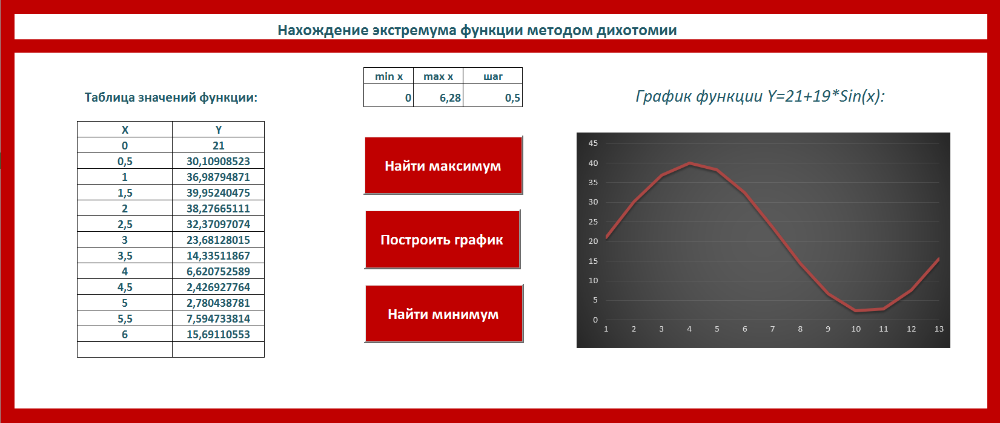 Нахождение экстремума функции методом дихотомии
Таблица значений функции:
X Y
0 21
0,5 30,10908523
1 36,98794871
1,5 39,95240475
2 38,27665111
2,5 32,37097074
3 23,68128015
3,5 14,33511867
4 6,620752589
4,5 2,426927764
5 2,780438781
5,5 7,594733814
6 15,69110553
min x max x шаг
0 6,28 0,5
Найти максимум
Построить график
Найти минимум
График функции Y=21+19*Sin(x):
45
40
35
30
25
20
15
10
5
0
1 2 3 4 5 6 7 8 9 10 11 12 13